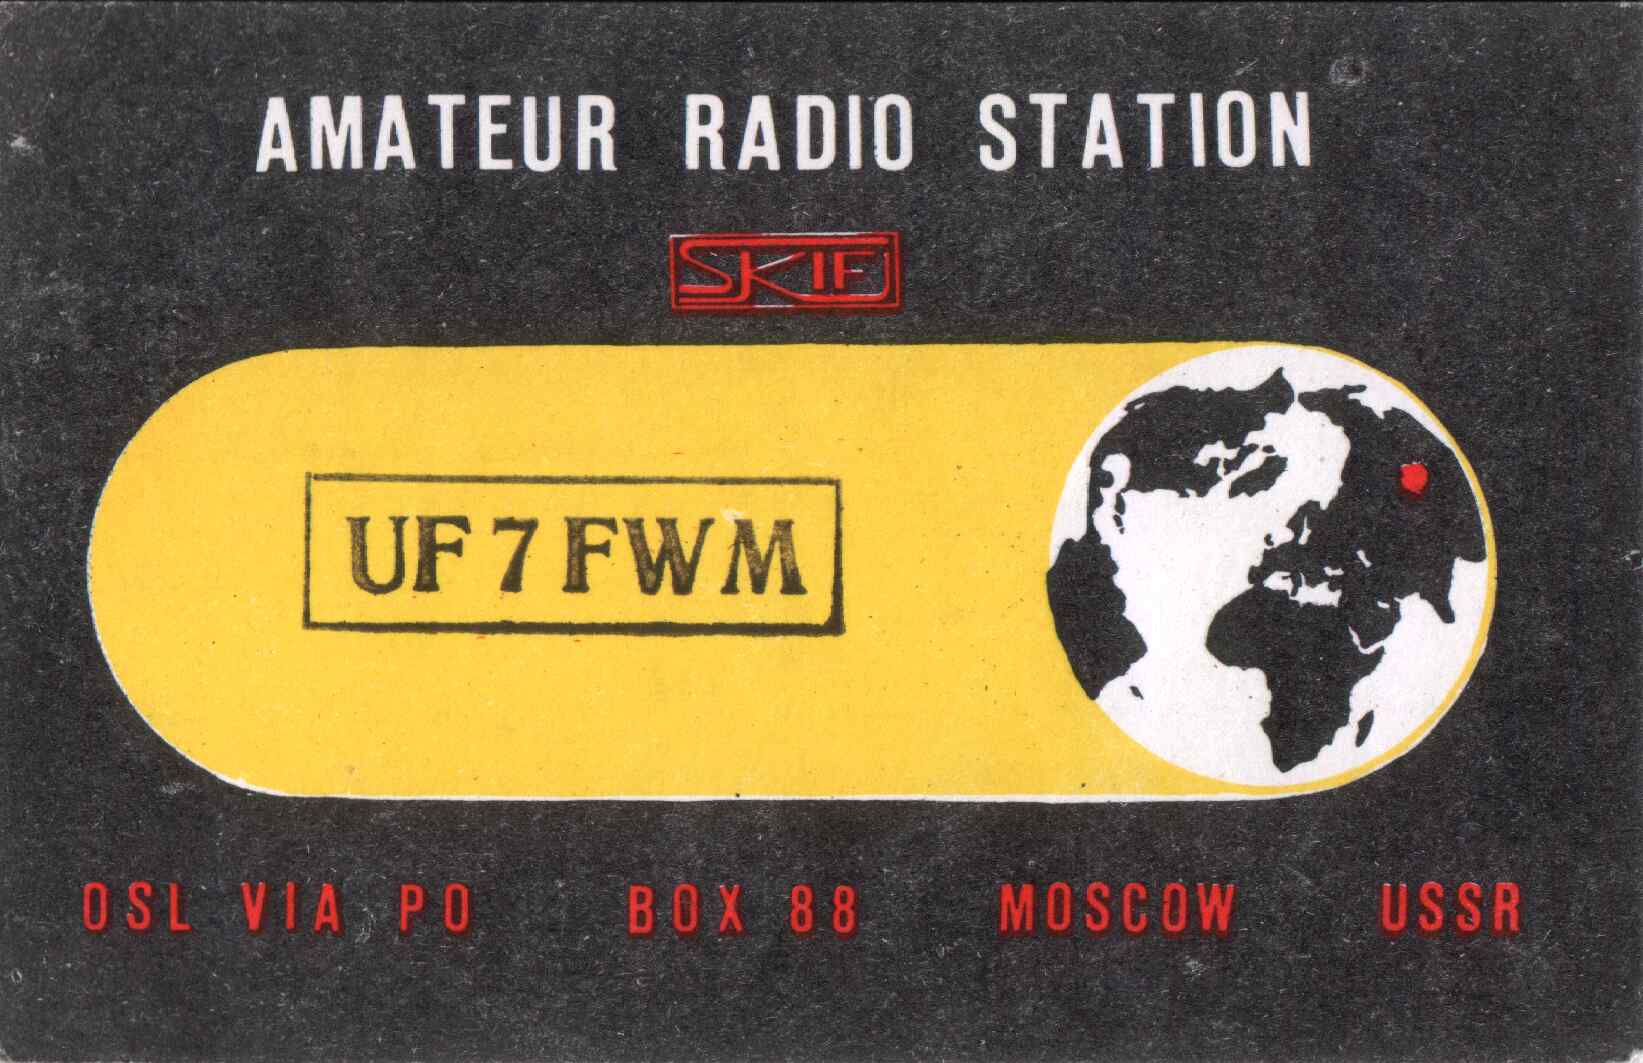 AMATEUR RADIO STATION
SKIF
UF7FWM
OSL VIA PO BOX 88 MOSCOW USSR